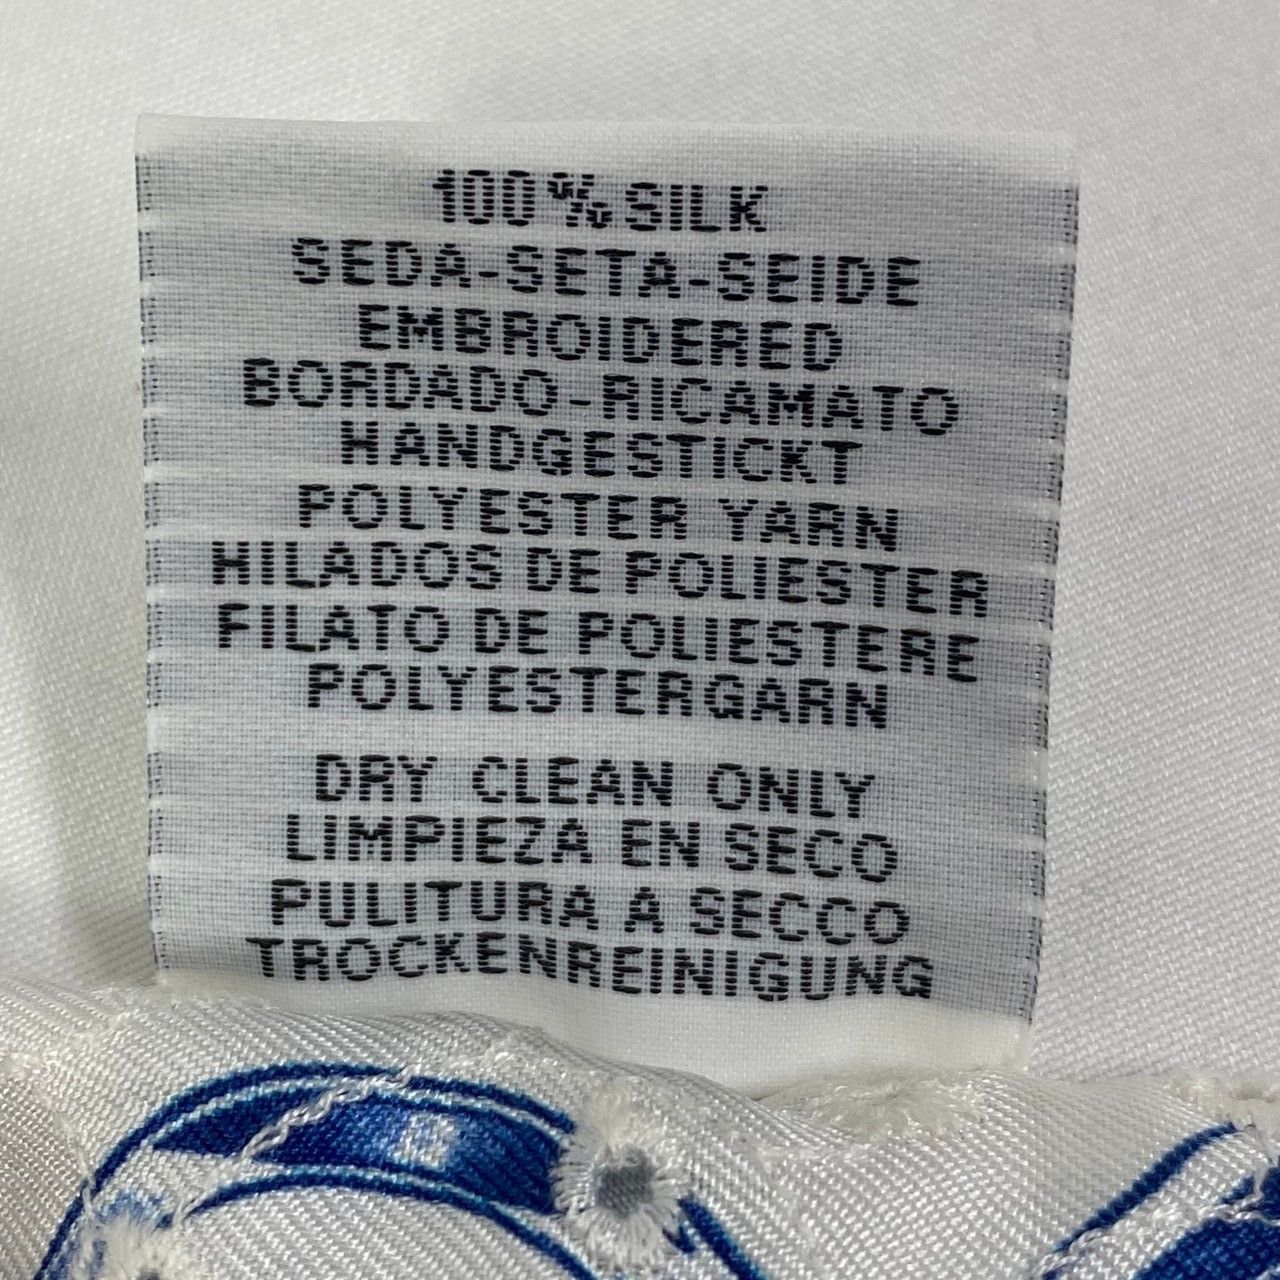 100% SILK
SEDA-SETA-SEIDE
EMBROIDERED
BORDADO-RICAMATO
HANDGESTICKT
POLYESTER YARN
HILADOS DE POLIESTER
FILATO DE POLIESTERE
POLYESTERGARN
DRY CLEAN ONLY
LIMPIEZA EN SECO
PULITURA A SECCO
TROCKENREINIGUNG